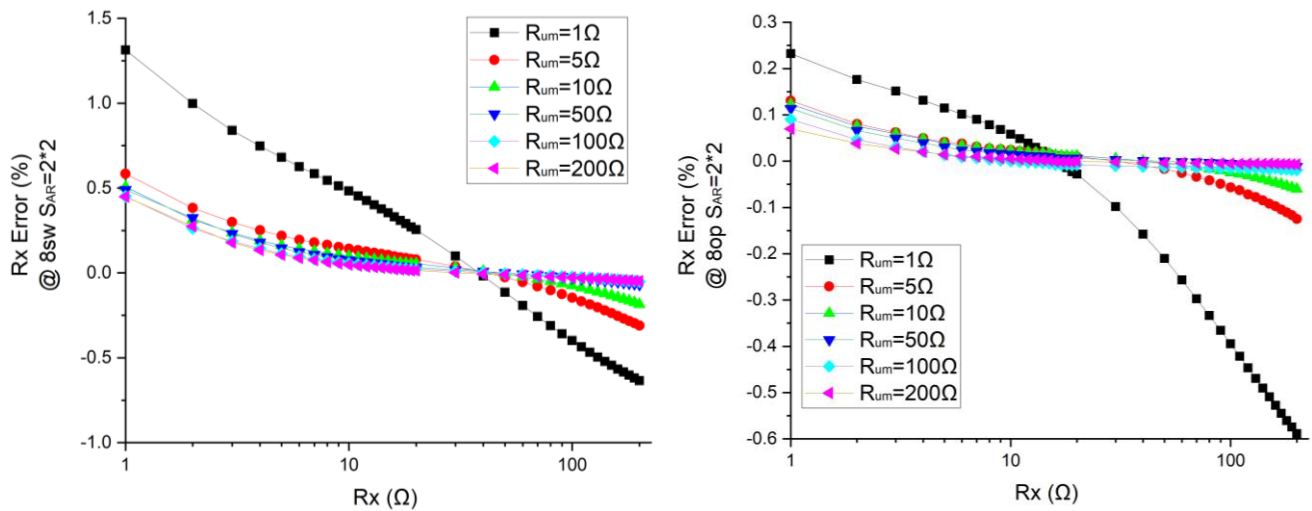 1.5
1.0
0.5
0.0
-0.5
-1.0
Rx Error (%)
@ 8sw SAR=2*2
Rum=1Ω
Rum=5Ω
Rum=10Ω
Rum=50Ω
Rum=100Ω
Rum=200Ω
1
10
100
Rx (Ω)
0.3
0.2
0.1
0.0
-0.1
-0.2
-0.3
-0.4
-0.5
-0.6
Rx Error (%)
@ 8op SAR=2*2
Rum=1Ω
Rum=5Ω
Rum=10Ω
Rum=50Ω
Rum=100Ω
Rum=200Ω
1
10
100
Rx (Ω)